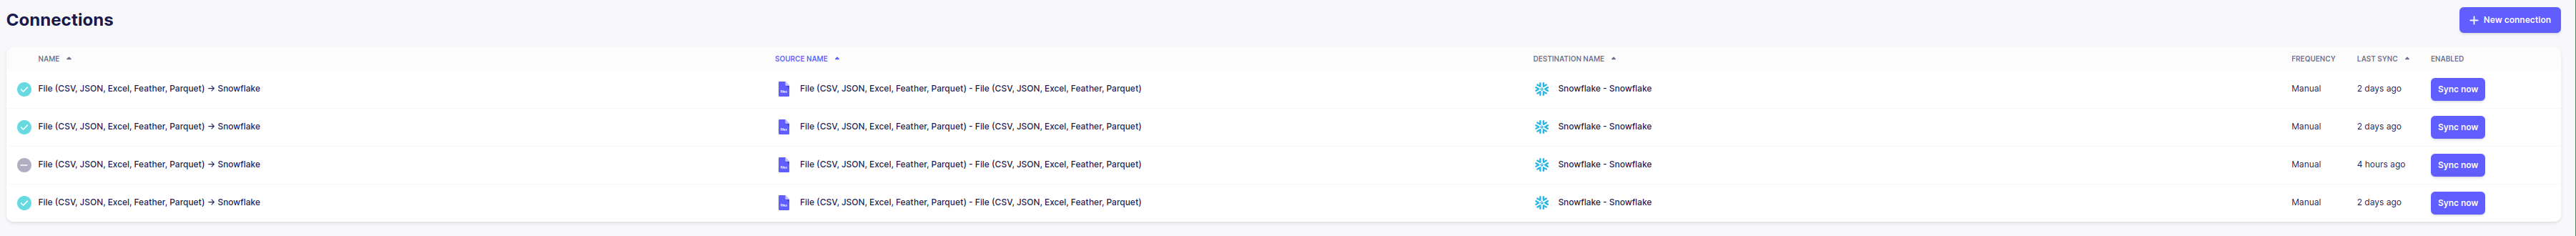 Connections
New connection
NAME SOURCE NAME DESTINATION NAME FREQUENCY LAST SYNC ENABLED
File (CSV, JSON, Excel, Feather, Parquet) → Snowflake File (CSV, JSON, Excel, Feather, Parquet) - File (CSV, JSON, Excel, Feather, Parquet) Snowflake - Snowflake Manual 2 days ago Sync now
File (CSV, JSON, Excel, Feather, Parquet) → Snowflake File (CSV, JSON, Excel, Feather, Parquet) - File (CSV, JSON, Excel, Feather, Parquet) Snowflake - Snowflake Manual 2 days ago Sync now
File (CSV, JSON, Excel, Feather, Parquet) → Snowflake File (CSV, JSON, Excel, Feather, Parquet) - File (CSV, JSON, Excel, Feather, Parquet) Snowflake - Snowflake Manual 4 hours ago Sync now
File (CSV, JSON, Excel, Feather, Parquet) → Snowflake File (CSV, JSON, Excel, Feather, Parquet) - File (CSV, JSON, Excel, Feather, Parquet) Snowflake - Snowflake Manual 2 days ago Sync now